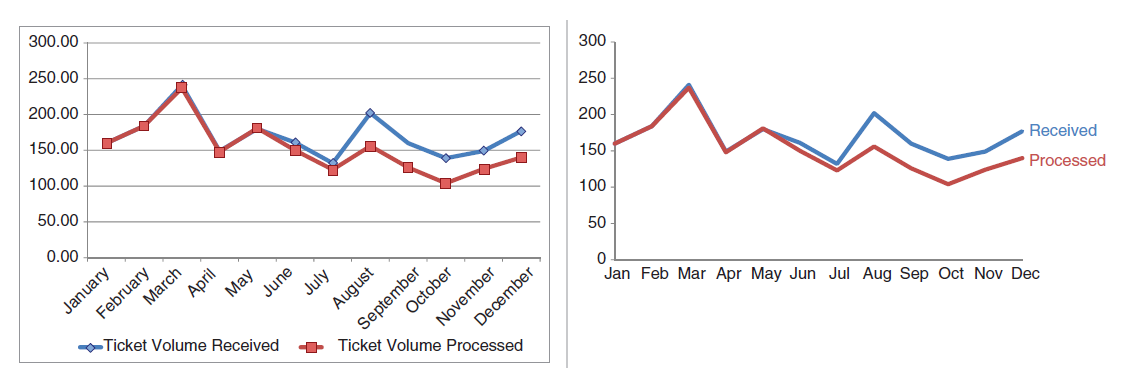 300.00
250.00
200.00
150.00
100.00
50.00
0.00
January
February
March
April
May
June
July
August
September
October
November
December
Ticket Volume Received
Ticket Volume Processed
300
250
200
150
100
50
0
Jan Feb Mar Apr May Jun Jul Aug Sep Oct Nov Dec
Received
Processed